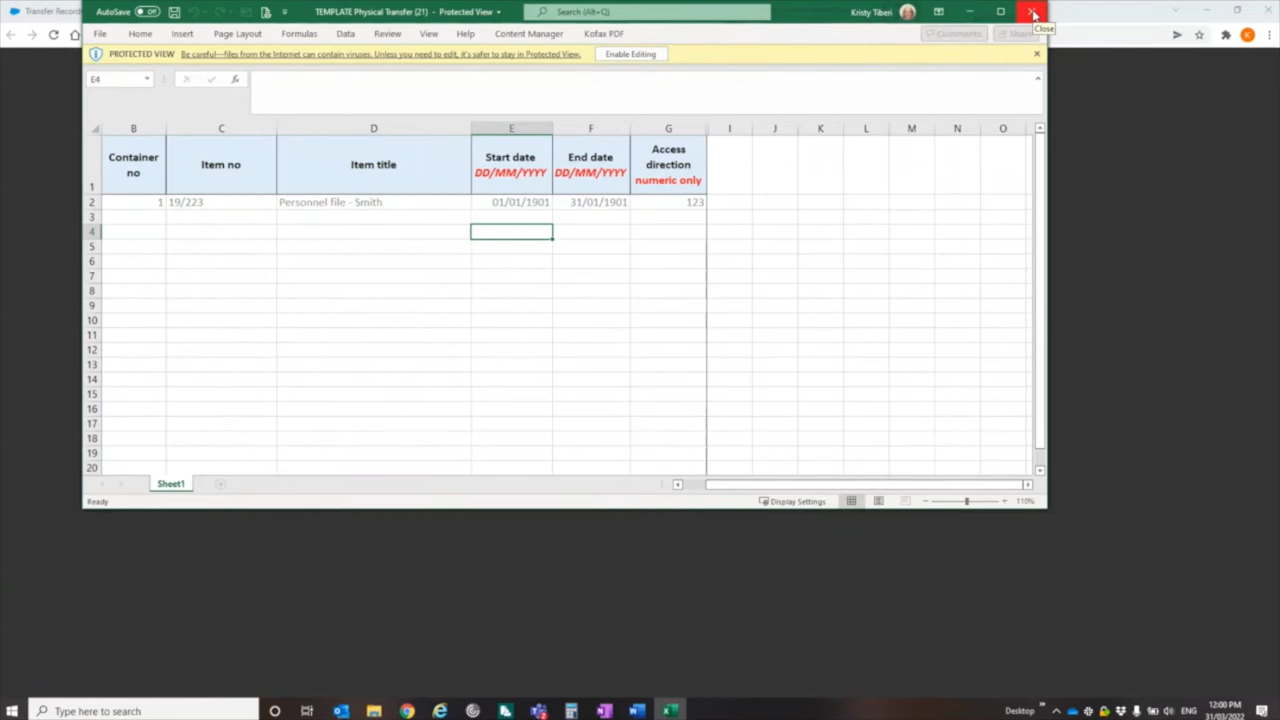 Transfer Record
AutoSave Off
TEMPLATE Physical Transfer (21) - Protected View
Search (Alt+Q)
Kristy Tiberi
Close
File Home Insert Page Layout Formulas Data Review View Help Content Manager Kofax PDF
Comments Share
PROTECTED VIEW Be careful—files from the Internet can contain viruses. Unless you need to edit, it's safer to stay in Protected View. Enable Editing
E4
fx
B C D E F G I J K L M N O
1
Container no
Item no
Item title
Start date
DD/MM/YYYY
End date
DD/MM/YYYY
Access direction
numeric only
2 1 19/223 Personnel file - Smith 01/01/1901 31/01/1901 123
3
4
5
6
7
8
9
10
11
12
13
14
15
16
17
18
19
20
Sheet1
Ready
Display Settings
110%
Type here to search
Desktop
ENG
12:00 PM
31/03/2022